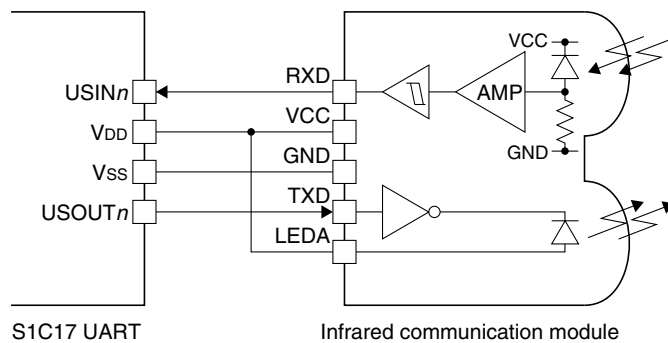 USINn
VDD
VSS
USOUTn
S1C17 UART
RXD
VCC
GND
TXD
LEDA
AMP
VCC
GND
Infrared communication module